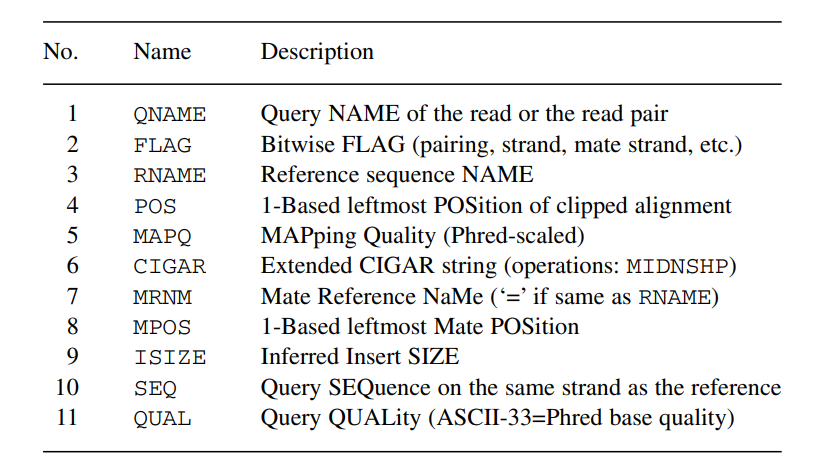 No. Name Description
1 QNAME Query NAME of the read or the read pair
2 FLAG Bitwise FLAG (pairing, strand, mate strand, etc.)
3 RNAME Reference sequence NAME
4 POS 1-Based leftmost POSition of clipped alignment
5 MAPQ MAPping Quality (Phred-scaled)
6 CIGAR Extended CIGAR string (operations: MIDNSHP)
7 MRNM Mate Reference NaMe (‘=’ if same as RNAME)
8 MPOS 1-Based leftmost Mate POSition
9 ISIZE Inferred Insert SIZE
10 SEQ Query SEQuence on the same strand as the reference
11 QUAL Query QUALity (ASCII-33=Phred base quality)